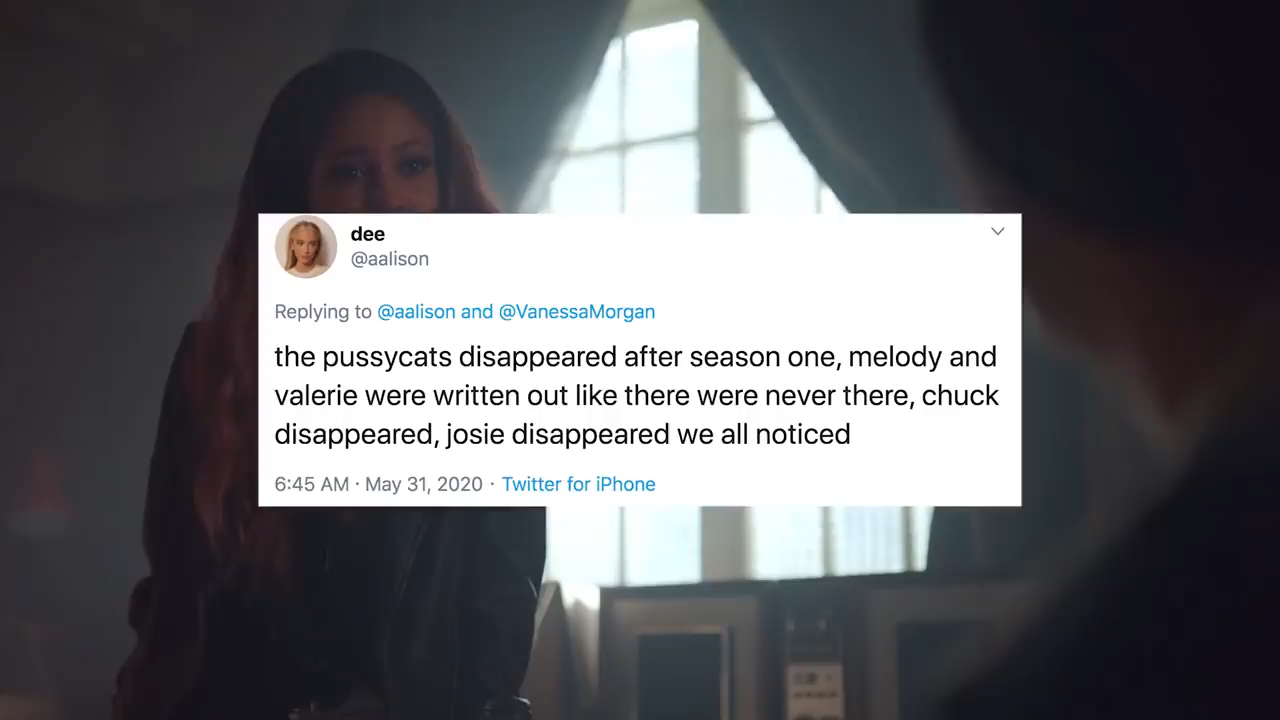 dee
@aalison
Replying to @aalison and @VanessaMorgan
the pussycats disappeared after season one, melody and
valerie were written out like there were never there, chuck
disappeared, josie disappeared we all noticed
6:45 AM · May 31, 2020 · Twitter for iPhone